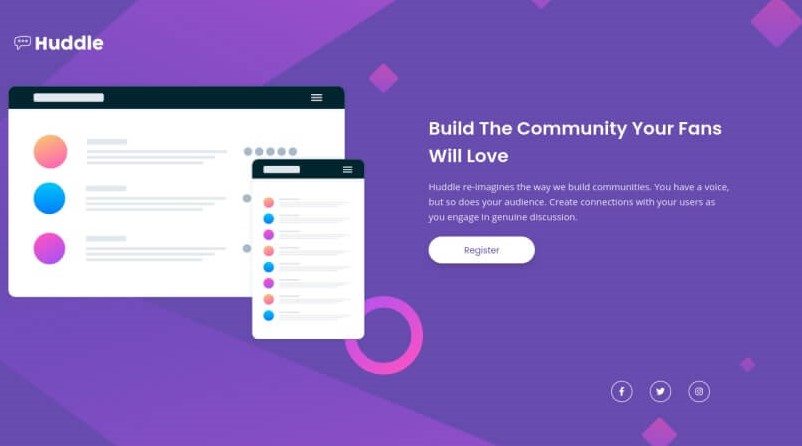 Huddle
Build The Community Your Fans
Will Love
Huddle re-imagines the way we build communities. You have a voice,
but so does your audience. Create connections with your users as
you engage in genuine discussion.
Register